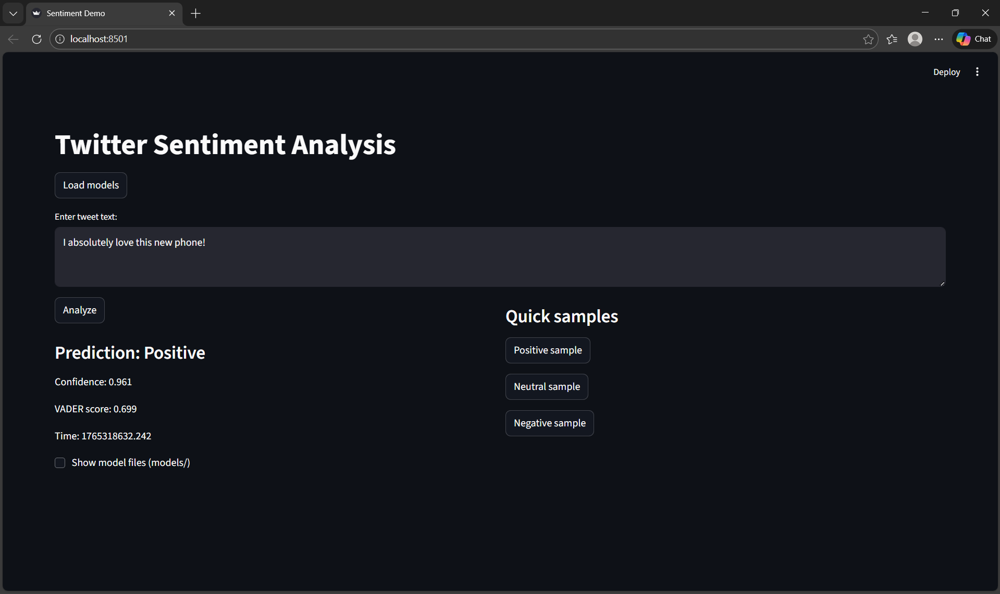 Sentiment Demo
localhost:8501
Chat
Deploy
Twitter Sentiment Analysis
Load models
Enter tweet text:
I absolutely love this new phone!
Analyze
Prediction: Positive
Confidence: 0.961
VADER score: 0.699
Time: 1765318632.242
Show model files (models/)
Quick samples
Positive sample
Neutral sample
Negative sample